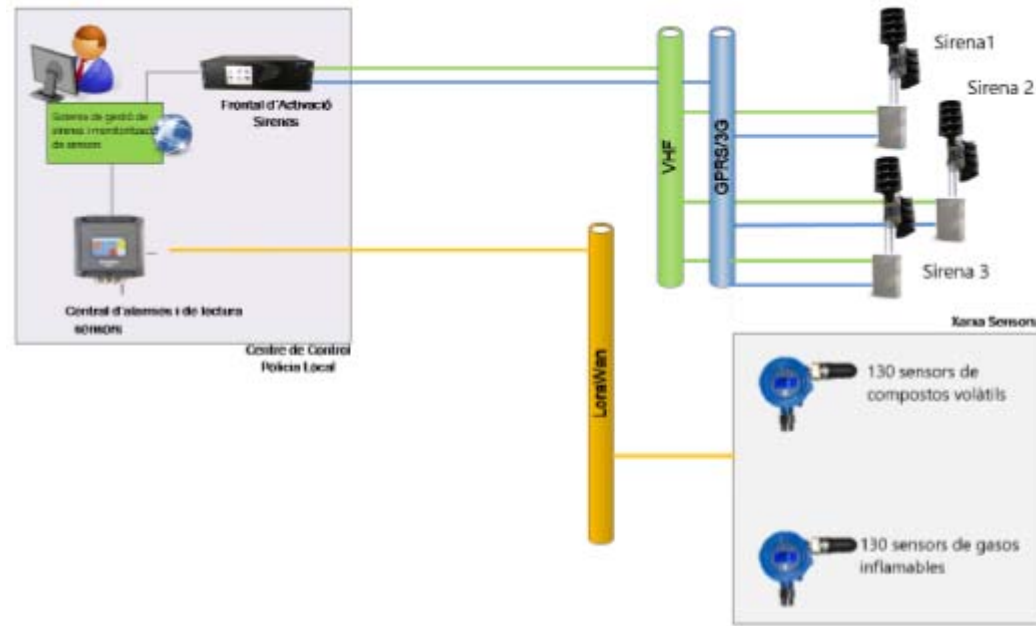 Sistema de gestió de
sirenes i monitorització
de sensors
Frontal d'Activació
Sirenes
Central d'alarmes i de lectura
sensors
Centre de Control
Policia Local
VHF
GPRS/3G
LoraWan
Sirena1
Sirena 2
Sirena 3
Xarxa Sensors
130 sensors de
compostos volàtils
130 sensors de gasos
inflamables